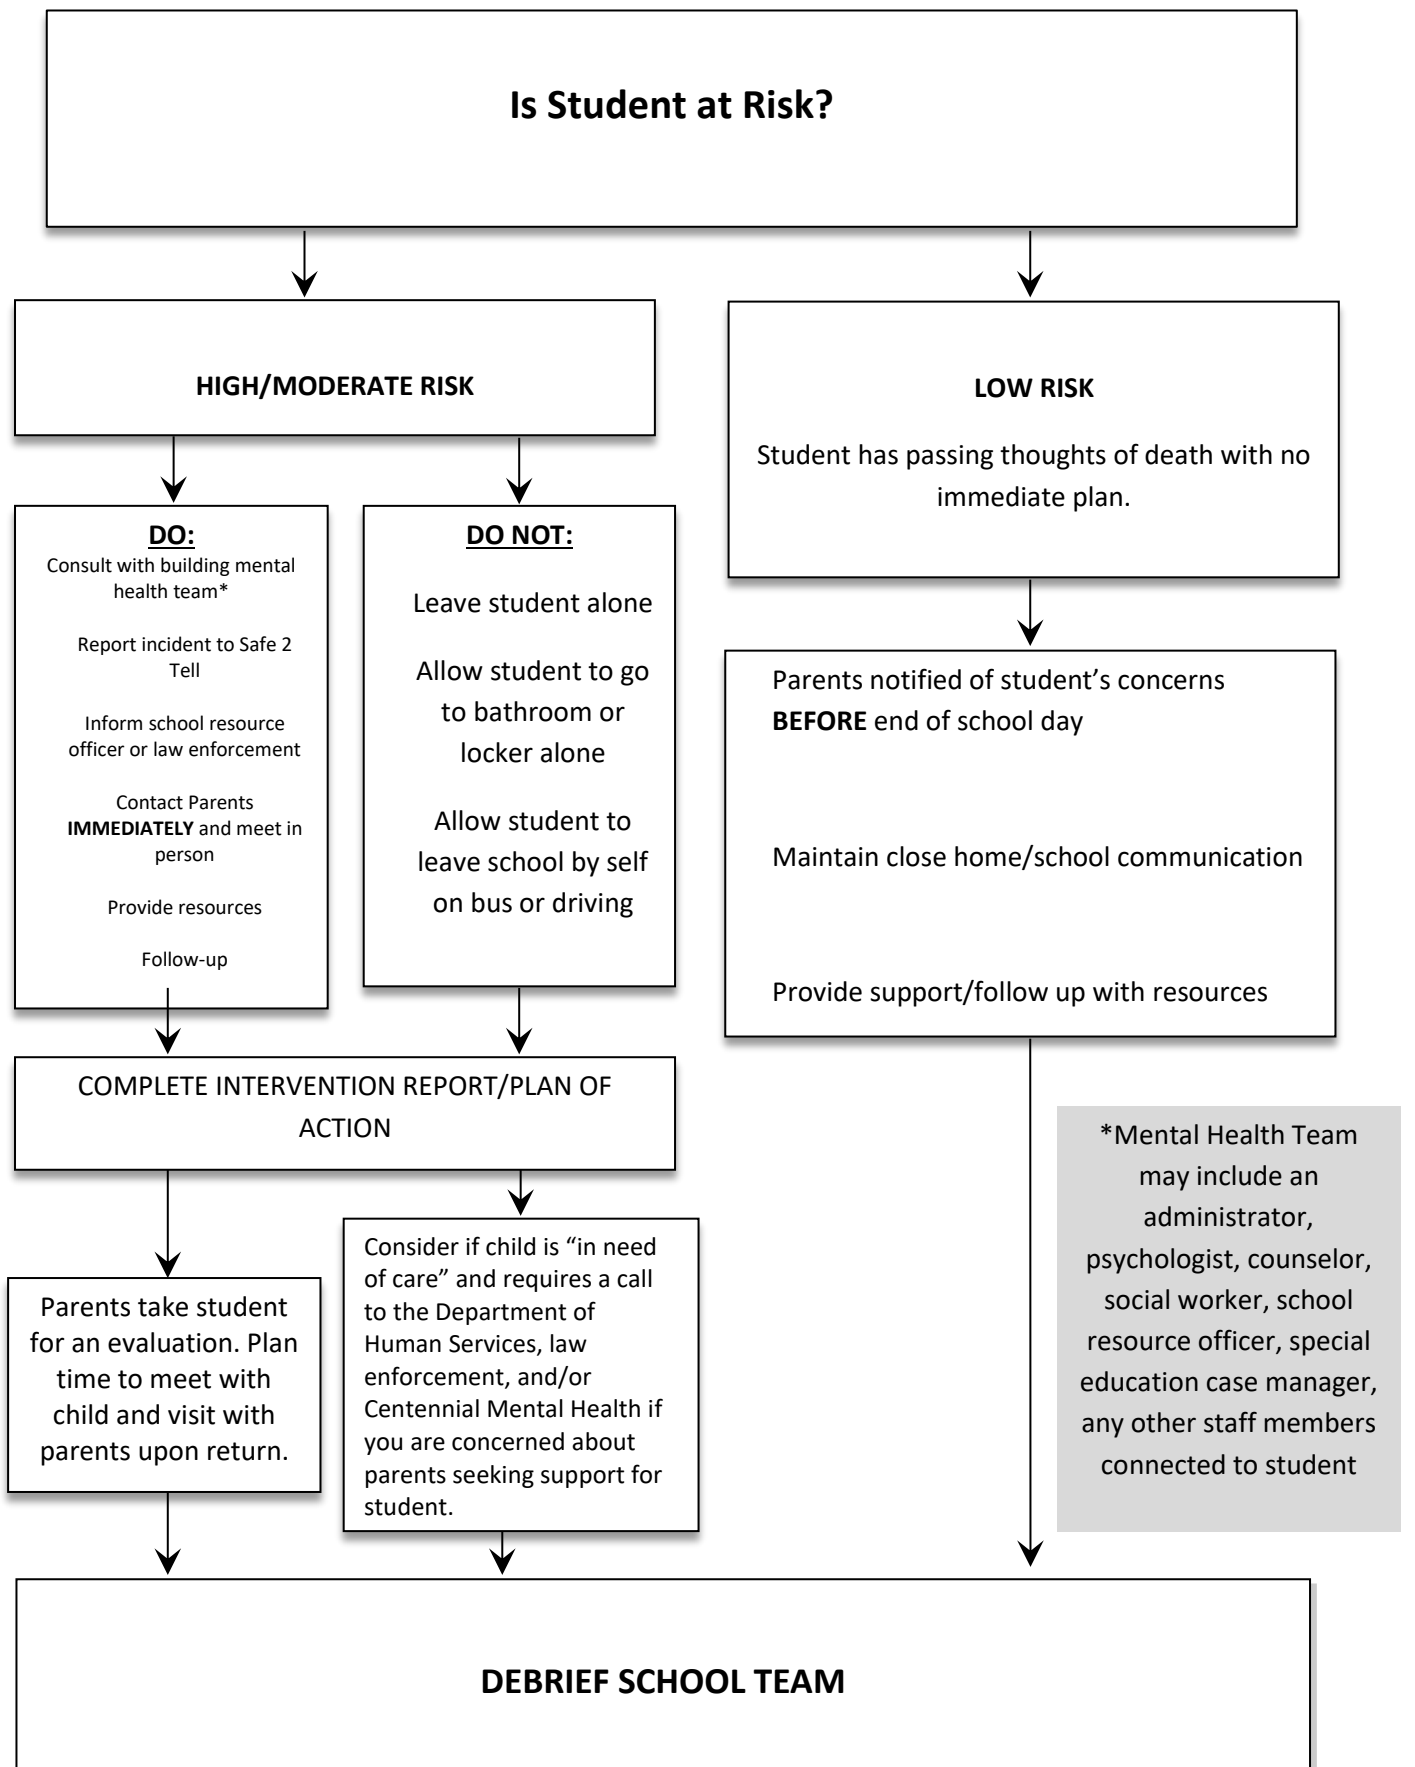 Is Student at Risk?
HIGH/MODERATE RISK
LOW RISK
Student has passing thoughts of death with no
immediate plan.
DO:
Consult with building mental
health team*
Report incident to Safe 2
Tell
Inform school resource
officer or law enforcement
Contact Parents
IMMEDIATELY and meet in
person
Provide resources
Follow-up
DO NOT:
Leave student alone
Allow student to go
to bathroom or
locker alone
Allow student to
leave school by self
on bus or driving
Parents notified of student’s concerns
BEFORE end of school day
Maintain close home/school communication
Provide support/follow up with resources
COMPLETE INTERVENTION REPORT/PLAN OF
ACTION
Parents take student
for an evaluation. Plan
time to meet with
child and visit with
parents upon return.
Consider if child is “in need
of care” and requires a call
to the Department of
Human Services, law
enforcement, and/or
Centennial Mental Health if
you are concerned about
parents seeking support for
student.
*Mental Health Team
may include an
administrator,
psychologist, counselor,
social worker, school
resource officer, special
education case manager,
any other staff members
connected to student
DEBRIEF SCHOOL TEAM